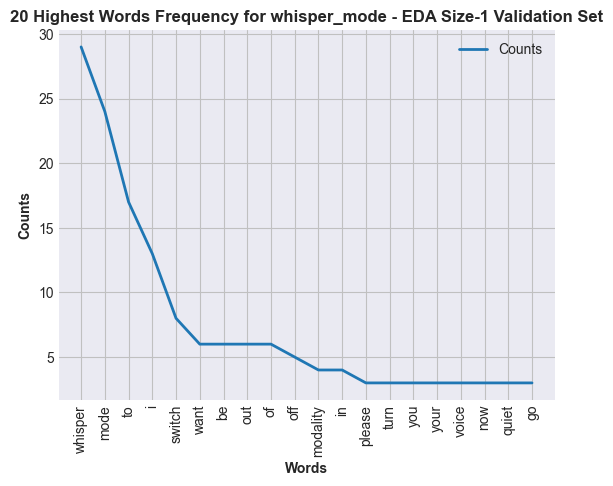 20 Highest Words Frequency for whisper_mode - EDA Size-1 Validation Set
Counts
30
25
20
15
10
5
Counts
whisper
mode
to
i
switch
want
be
out
of
off
modality
in
please
turn
you
your
voice
now
quiet
go
Words